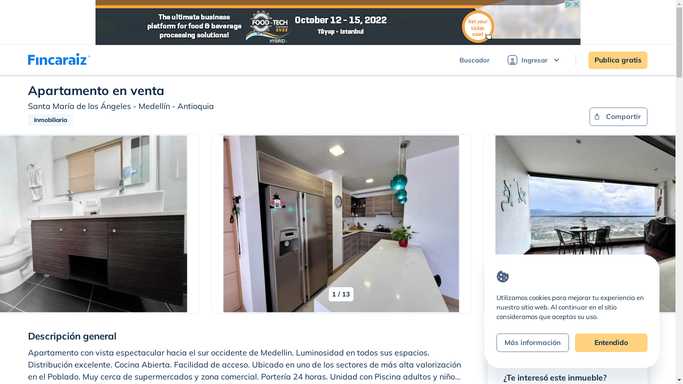 The ultimate business
platform for food & beverage
processing solutions!
FOOD-TECH
HYBRID
October 12 - 15, 2022
Tüyap - Istanbul
Get your
ticket
now!
Fincaraiz
Buscador
Ingresar
Publica gratis
Apartamento en venta
Santa María de los Ángeles - Medellín - Antioquia
Inmobiliaria
Compartir
1 / 13
Utilizamos cookies para mejorar tu experiencia en
nuestro sitio web. Al continuar en el sitio
consideramos que aceptas su uso.
Más información
Entendido
Descripción general
Apartamento con vista espectacular hacia el sur occidente de Medellin. Luminosidad en todos sus espacios.
Distribución excelente. Cocina Abierta. Facilidad de acceso. Ubicado en uno de los sectores de más alta valorización
en el Poblado. Muy cerca de supermercados y zona comercial. Portería 24 horas. Unidad con Piscina adultos y niño...
¿Te interesó este inmueble?